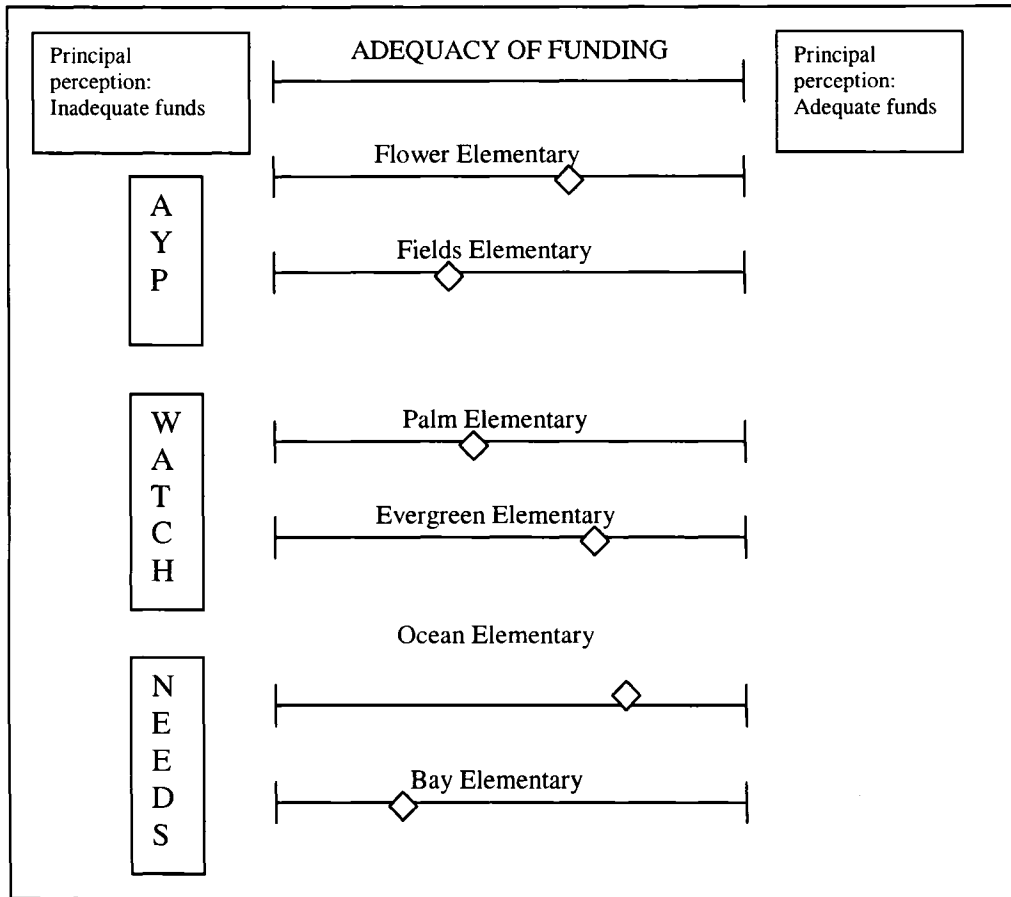 Principal
perception:
Inadequate funds
ADEQUACY OF FUNDING
Principal
perception:
Adequate funds
Flower Elementary
A
Y
P
Fields Elementary
W
A
T
C
H
Palm Elementary
Evergreen Elementary
Ocean Elementary
N
E
E
D
S
Bay Elementary